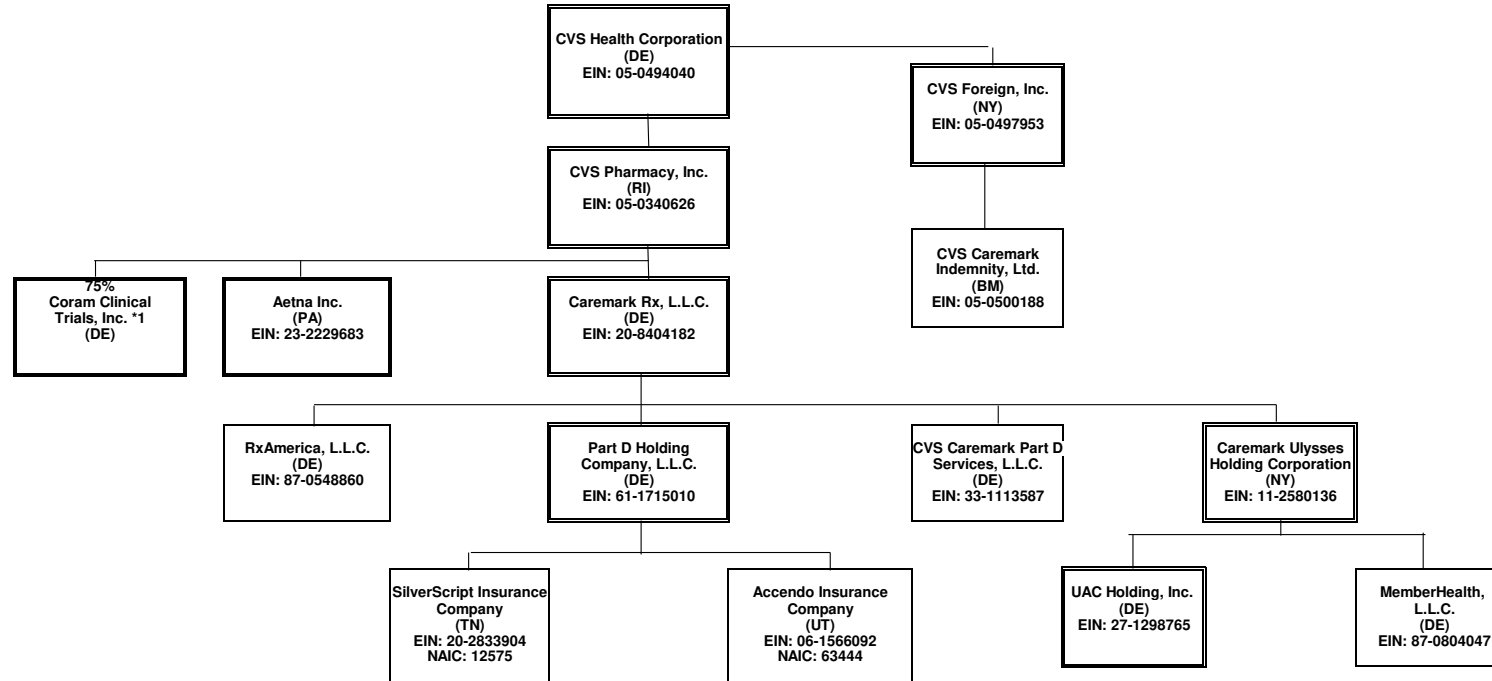 CVS Health Corporation
(DE)
EIN: 05-0494040
CVS Foreign, Inc.
(NY)
EIN: 05-0497953
CVS Pharmacy, Inc.
(RI)
EIN: 05-0340626
CVS Caremark
Indemnity, Ltd.
(BM)
EIN: 05-0500188
75%
Coram Clinical
Trials, Inc. *1
(DE)
Aetna Inc.
(PA)
EIN: 23-2229683
Caremark Rx, L.L.C.
(DE)
EIN: 20-8404182
RxAmerica, L.L.C.
(DE)
EIN: 87-0548860
Part D Holding
Company, L.L.C.
(DE)
EIN: 61-1715010
CVS Caremark Part D
Services, L.L.C.
(DE)
EIN: 33-1113587
Caremark Ulysses
Holding Corporation
(NY)
EIN: 11-2580136
SilverScript Insurance
Company
(TN)
EIN: 20-2833904
NAIC: 12575
Accendo Insurance
Company
(UT)
EIN: 06-1566092
NAIC: 63444
UAC Holding, Inc.
(DE)
EIN: 27-1298765
MemberHealth,
L.L.C.
(DE)
EIN: 87-0804047